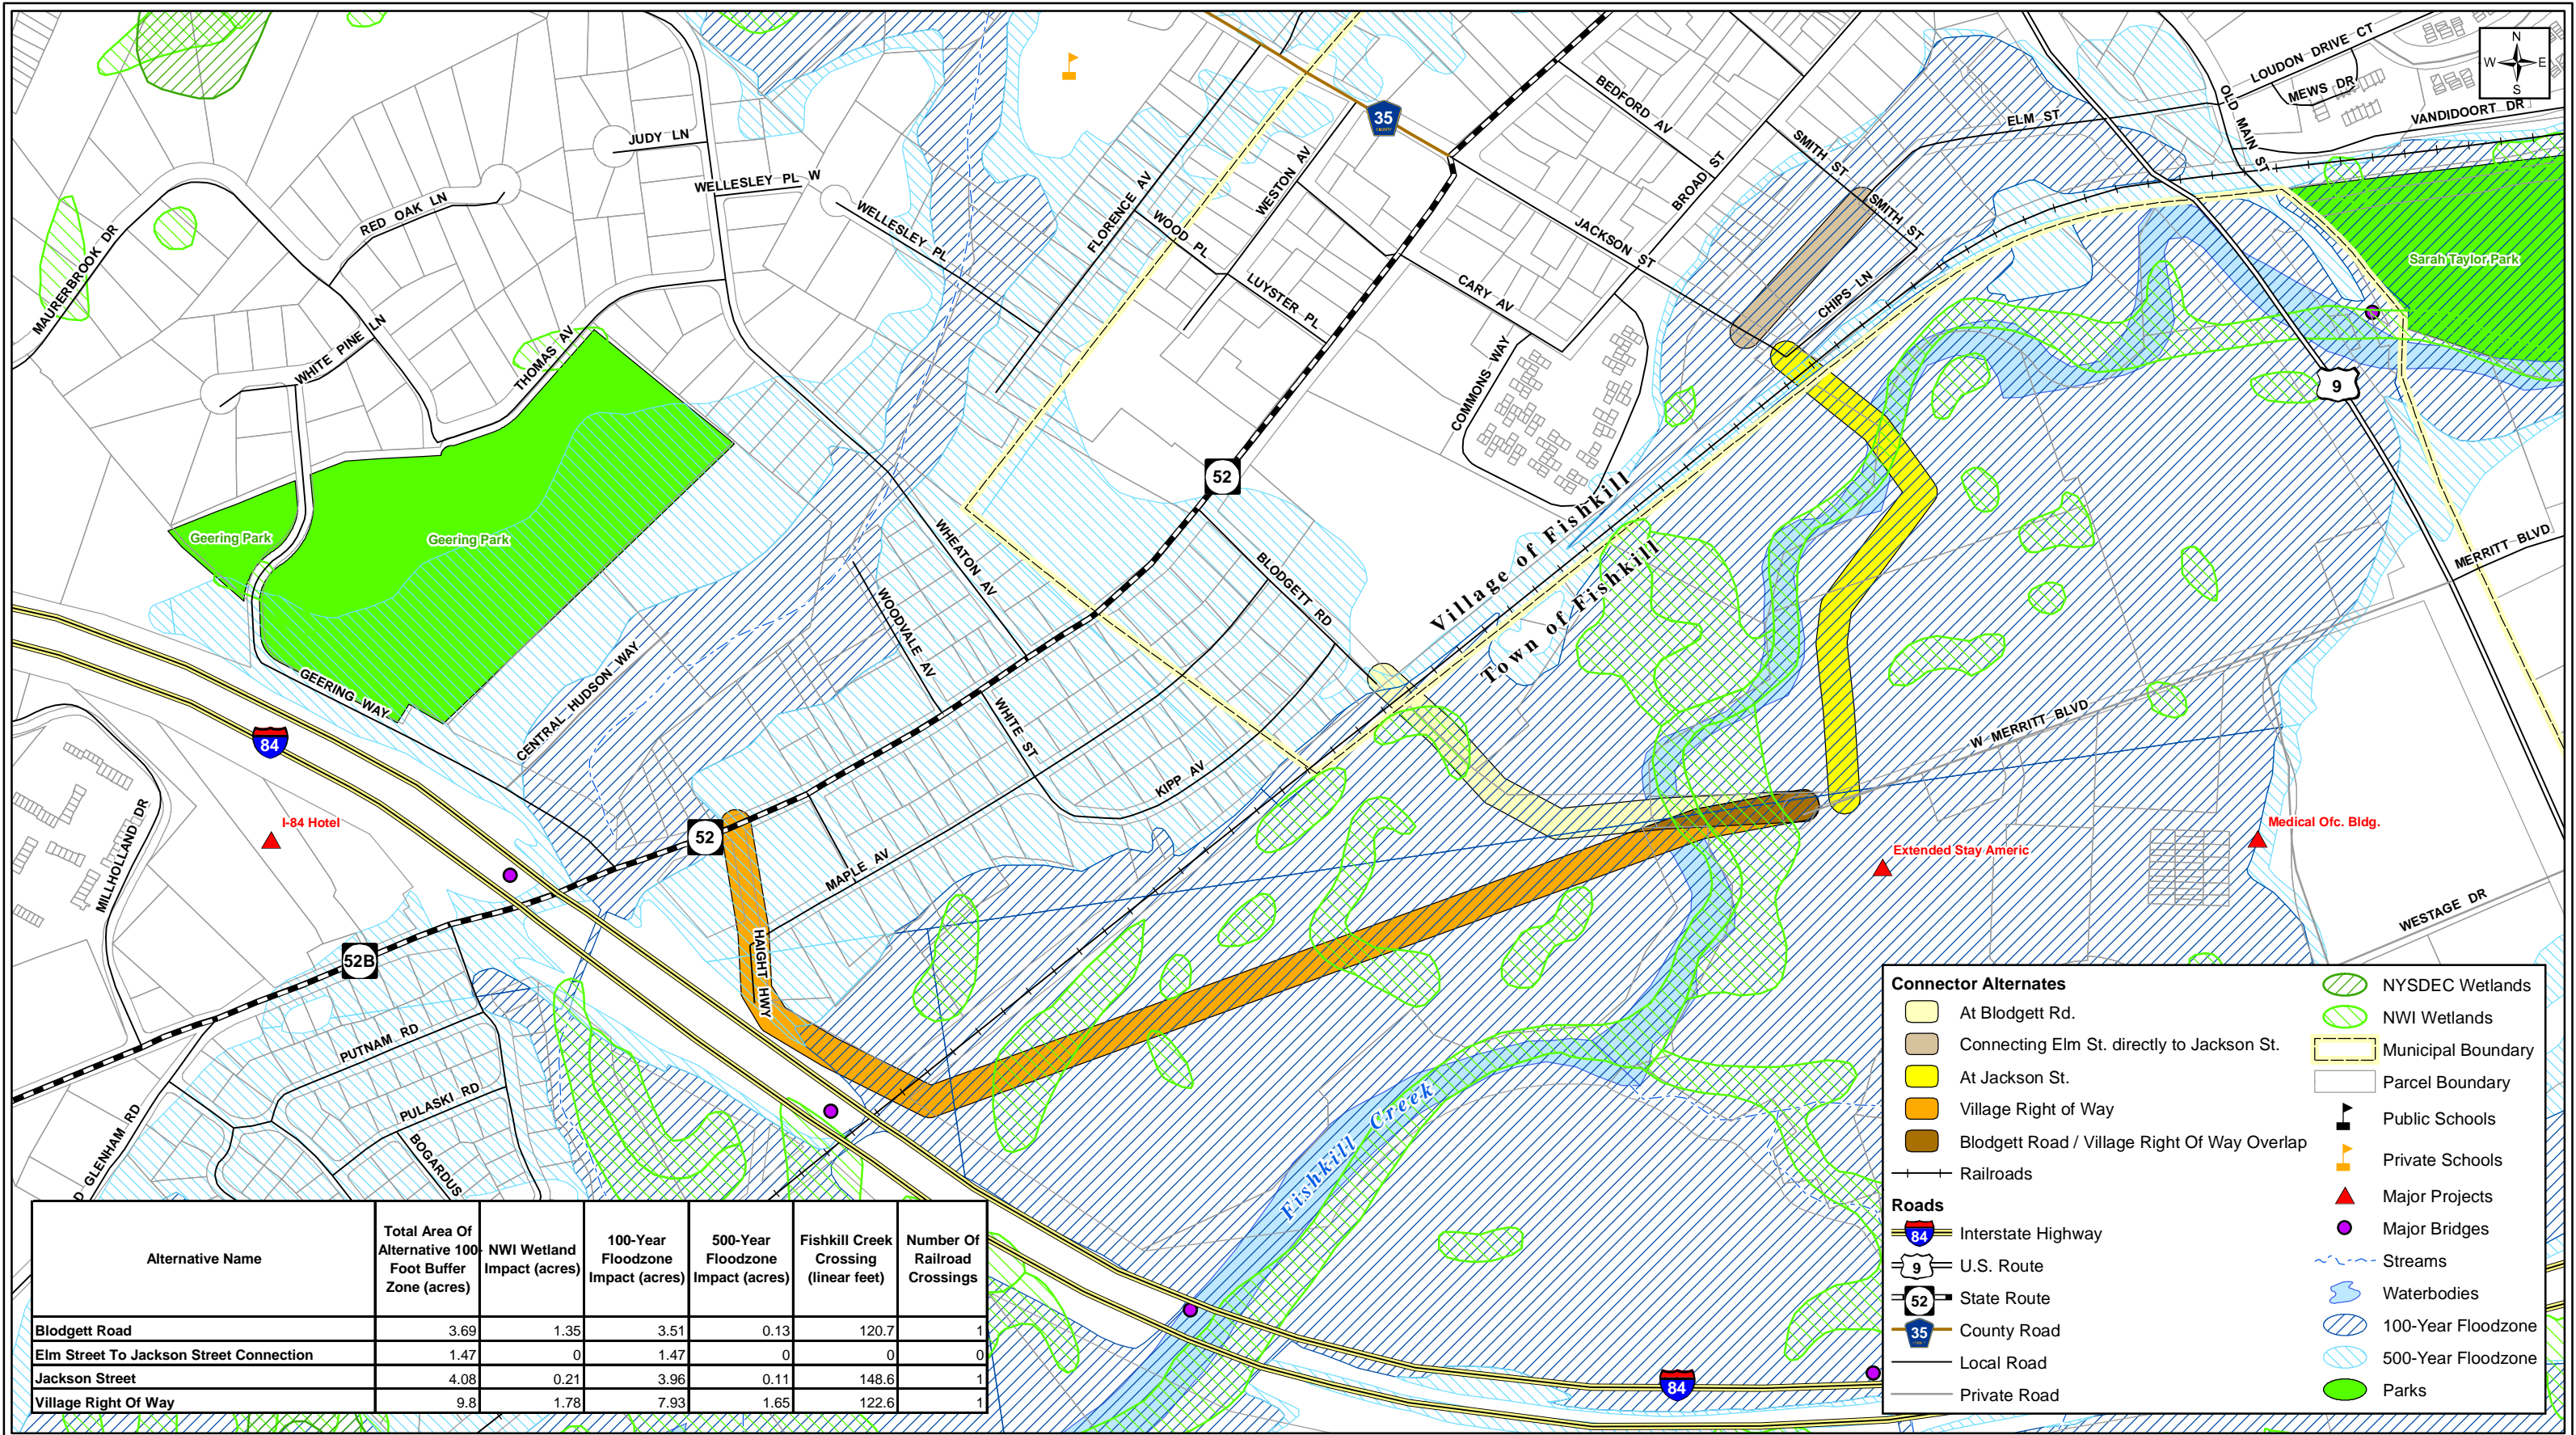 N
W E
S
LOUDON DRIVE CT
MEWS DR
VANDIDOORT DR
OLD MAIN ST
ELM ST
BEDFORD AV
SMITH ST
SMITH ST
BROAD ST
35
COUNTY
JUDY LN
WELLESLEY PL W
WELLESLEY PL
RED OAK LN
MAURERBROOK DR
WHITE PINE LN
THOMAS AV
FLORENCE AV
WESTON AV
WOOD PL
LUYSTER PL
JACKSON ST
CARY AV
CHIPS LN
COMMONS WAY
Sarah Taylor Park
9
52
Geering Park
Geering Park
WHEATON AV
WOODVALE AV
BLODGETT RD
Village of Fishkill
Town of Fishkill
MERRITT BLVD
W MERRITT BLVD
GEERING WAY
CENTRAL HUDSON WAY
WHITE ST
KIPP AV
MAPLE AV
84
52
I-84 Hotel
MILLHOLLAND DR
Medical Ofc. Bldg.
Extended Stay Americ
WESTAGE DR
HAIGHT HWY
52B
PUTNAM RD
PULASKI RD
BOGARDUS
D GLENHAM RD
Fishkill Creek
84
Connector Alternates
At Blodgett Rd.
Connecting Elm St. directly to Jackson St.
At Jackson St.
Village Right of Way
Blodgett Road / Village Right Of Way Overlap
Railroads
Roads
84 Interstate Highway
9 U.S. Route
52 State Route
35 County Road
Local Road
Private Road
NYSDEC Wetlands
NWI Wetlands
Municipal Boundary
Parcel Boundary
Public Schools
Private Schools
Major Projects
Major Bridges
Streams
Waterbodies
100-Year Floodzone
500-Year Floodzone
Parks
Alternative Name
Total Area Of
Alternative 100-
Foot Buffer
Zone (acres)
NWI Wetland
Impact (acres)
100-Year
Floodzone
Impact (acres)
500-Year
Floodzone
Impact (acres)
Fishkill Creek
Crossing
(linear feet)
Number Of
Railroad
Crossings
Blodgett Road 3.69 1.35 3.51 0.13 120.7 1
Elm Street To Jackson Street Connection 1.47 0 1.47 0 0 0
Jackson Street 4.08 0.21 3.96 0.11 148.6 1
Village Right Of Way 9.8 1.78 7.93 1.65 122.6 1